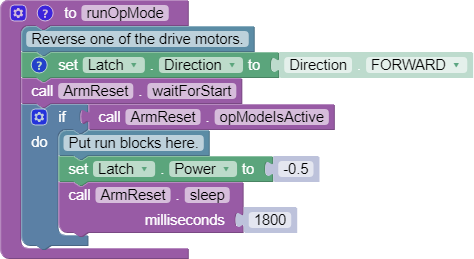 ? to runOpMode
Reverse one of the drive motors.
? set Latch . Direction to Direction . FORWARD
call ArmReset . waitForStart
if call ArmReset . opModeIsActive
do Put run blocks here.
set Latch . Power to -0.5
call ArmReset . sleep
milliseconds 1800